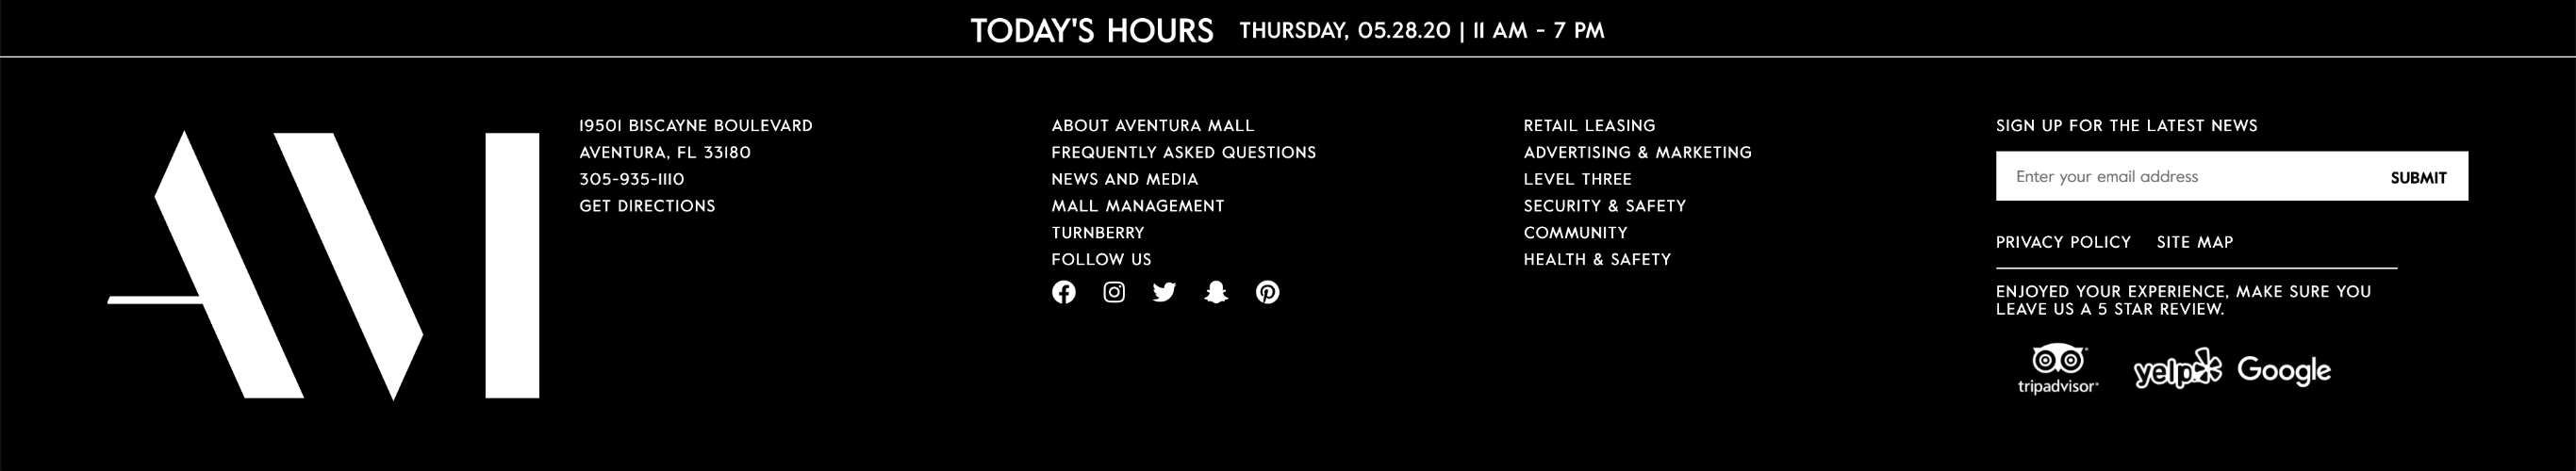 TODAY'S HOURS THURSDAY, 05.28.20 | 11 AM - 7 PM
19501 BISCAYNE BOULEVARD
AVENTURA, FL 33180
305-935-1110
GET DIRECTIONS
ABOUT AVENTURA MALL
FREQUENTLY ASKED QUESTIONS
NEWS AND MEDIA
MALL MANAGEMENT
TURNBERRY
FOLLOW US
RETAIL LEASING
ADVERTISING & MARKETING
LEVEL THREE
SECURITY & SAFETY
COMMUNITY
HEALTH & SAFETY
SIGN UP FOR THE LATEST NEWS
Enter your email address SUBMIT
PRIVACY POLICY SITE MAP
ENJOYED YOUR EXPERIENCE, MAKE SURE YOU
LEAVE US A 5 STAR REVIEW.
tripadvisor yelp Google